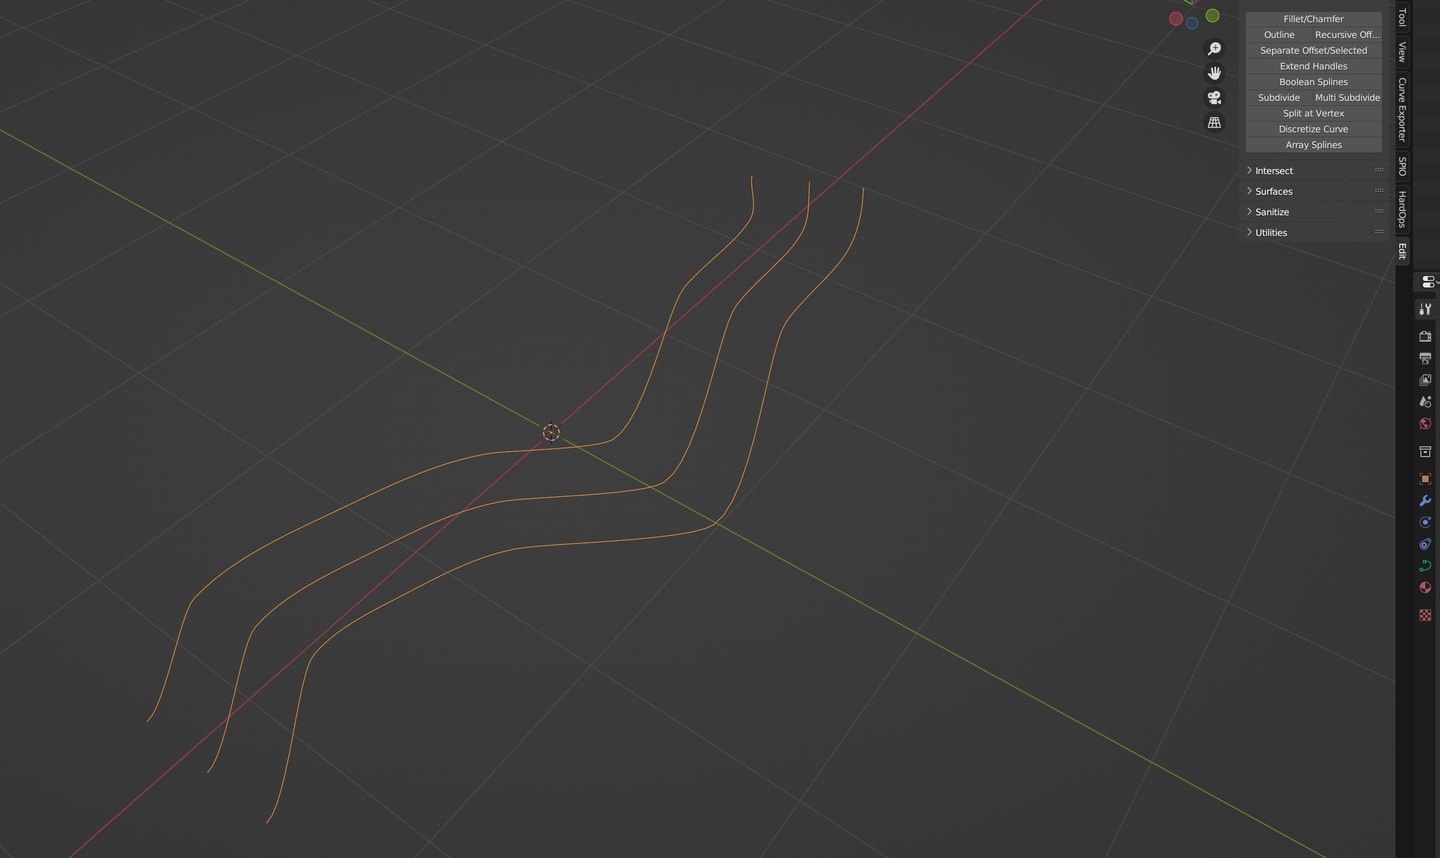 Fillet/Chamfer
Outline Recursive Off...
Separate Offset/Selected
Extend Handles
Boolean Splines
Subdivide Multi Subdivide
Split at Vertex
Discretize Curve
Array Splines
Intersect
Surfaces
Sanitize
Utilities
Tool
View
Curve Exporter
SPIO
HardOps
Edit